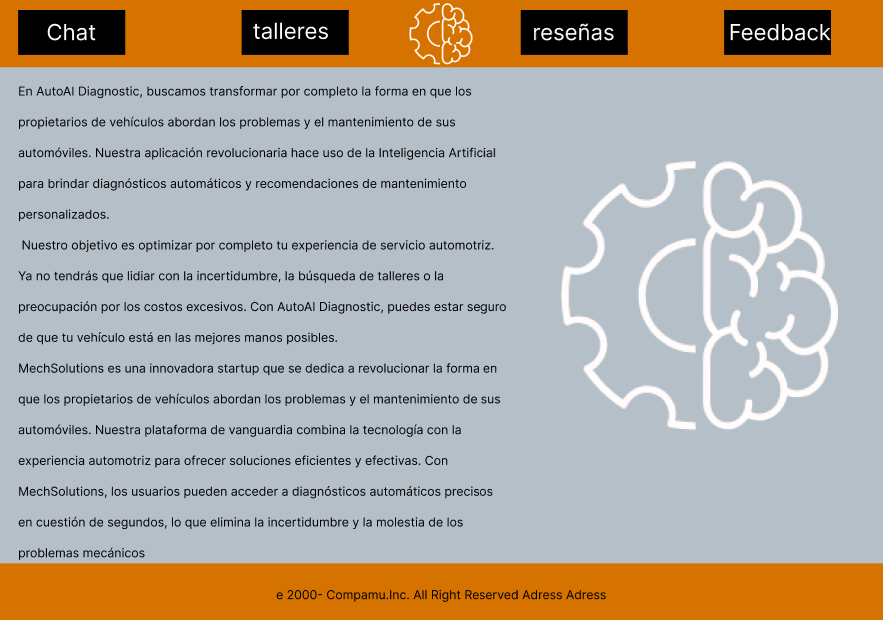 Chat
talleres
reseñas
Feedback
En AutoAI Diagnostic, buscamos transformar por completo la forma en que los
propietarios de vehículos abordan los problemas y el mantenimiento de sus
automóviles. Nuestra aplicación revolucionaria hace uso de la Inteligencia Artificial
para brindar diagnósticos automáticos y recomendaciones de mantenimiento
personalizados.
Nuestro objetivo es optimizar por completo tu experiencia de servicio automotriz.
Ya no tendrás que lidiar con la incertidumbre, la búsqueda de talleres o la
preocupación por los costos excesivos. Con AutoAI Diagnostic, puedes estar seguro
de que tu vehículo está en las mejores manos posibles.
MechSolutions es una innovadora startup que se dedica a revolucionar la forma en
que los propietarios de vehículos abordan los problemas y el mantenimiento de sus
automóviles. Nuestra plataforma de vanguardia combina la tecnología con la
experiencia automotriz para ofrecer soluciones eficientes y efectivas. Con
MechSolutions, los usuarios pueden acceder a diagnósticos automáticos precisos
en cuestión de segundos, lo que elimina la incertidumbre y la molestia de los
problemas mecánicos
e 2000- Compamu.Inc. All Right Reserved Adress Adress